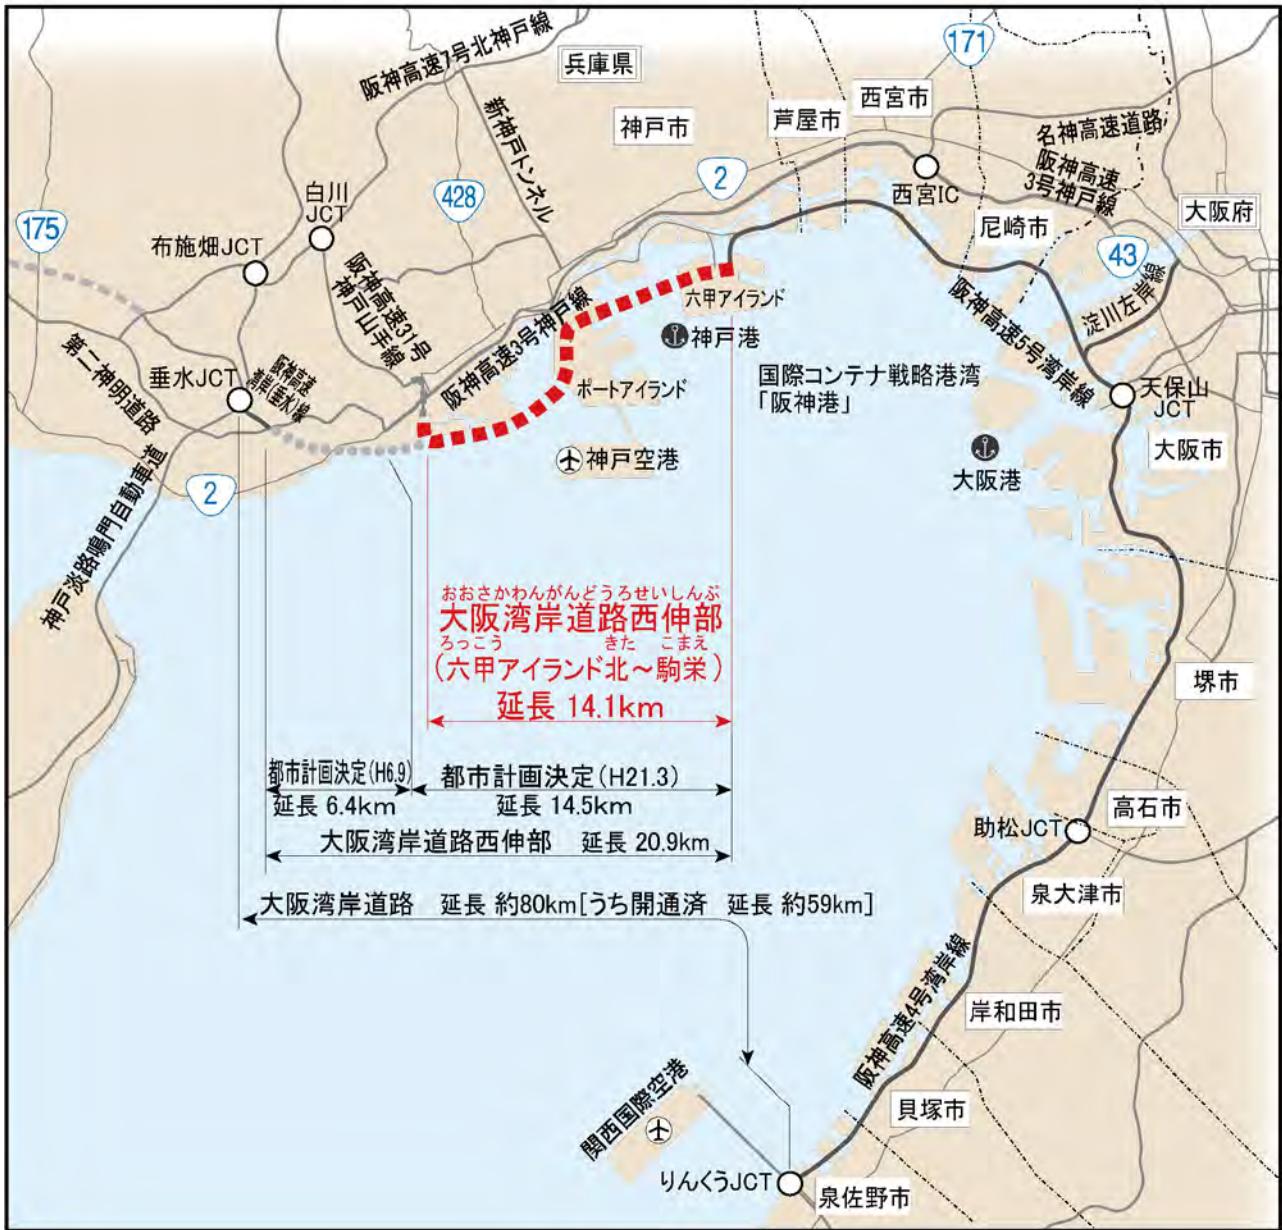 阪神高速7号北神戸線
兵庫県
171
西宮市
芦屋市
神戸市
名神高速道路
阪神高速
3号神戸線
新神戸トンネル
2
西宮IC
428
白川
JCT
大阪府
175
尼崎市
布施畑JCT
43
淀川左岸線
阪神高速31号
神戸山手線
六甲アイランド
阪神高速3号神戸線
神戸港
阪神高速5号湾岸線
第二神明道路
垂水JCT
阪神高速
湾岸(垂水)線
ポートアイランド
国際コンテナ戦略港湾
「阪神港」
天保山
JCT
大阪市
神戸空港
大阪港
2
神戸淡路鳴門自動車道
おおさかわんがんどうろせいしんぶ
大阪湾岸道路西伸部
ろっこう きた こまえ
(六甲アイランド北~駒栄)
延長 14.1km
堺市
都市計画決定(H6.9)
延長 6.4km
都市計画決定(H21.3)
延長 14.5km
高石市
助松JCT
大阪湾岸道路西伸部 延長 20.9km
泉大津市
大阪湾岸道路 延長 約80km[うち開通済 延長 約59km]
阪神高速4号湾岸線
岸和田市
貝塚市
関西国際空港
りんくうJCT
泉佐野市